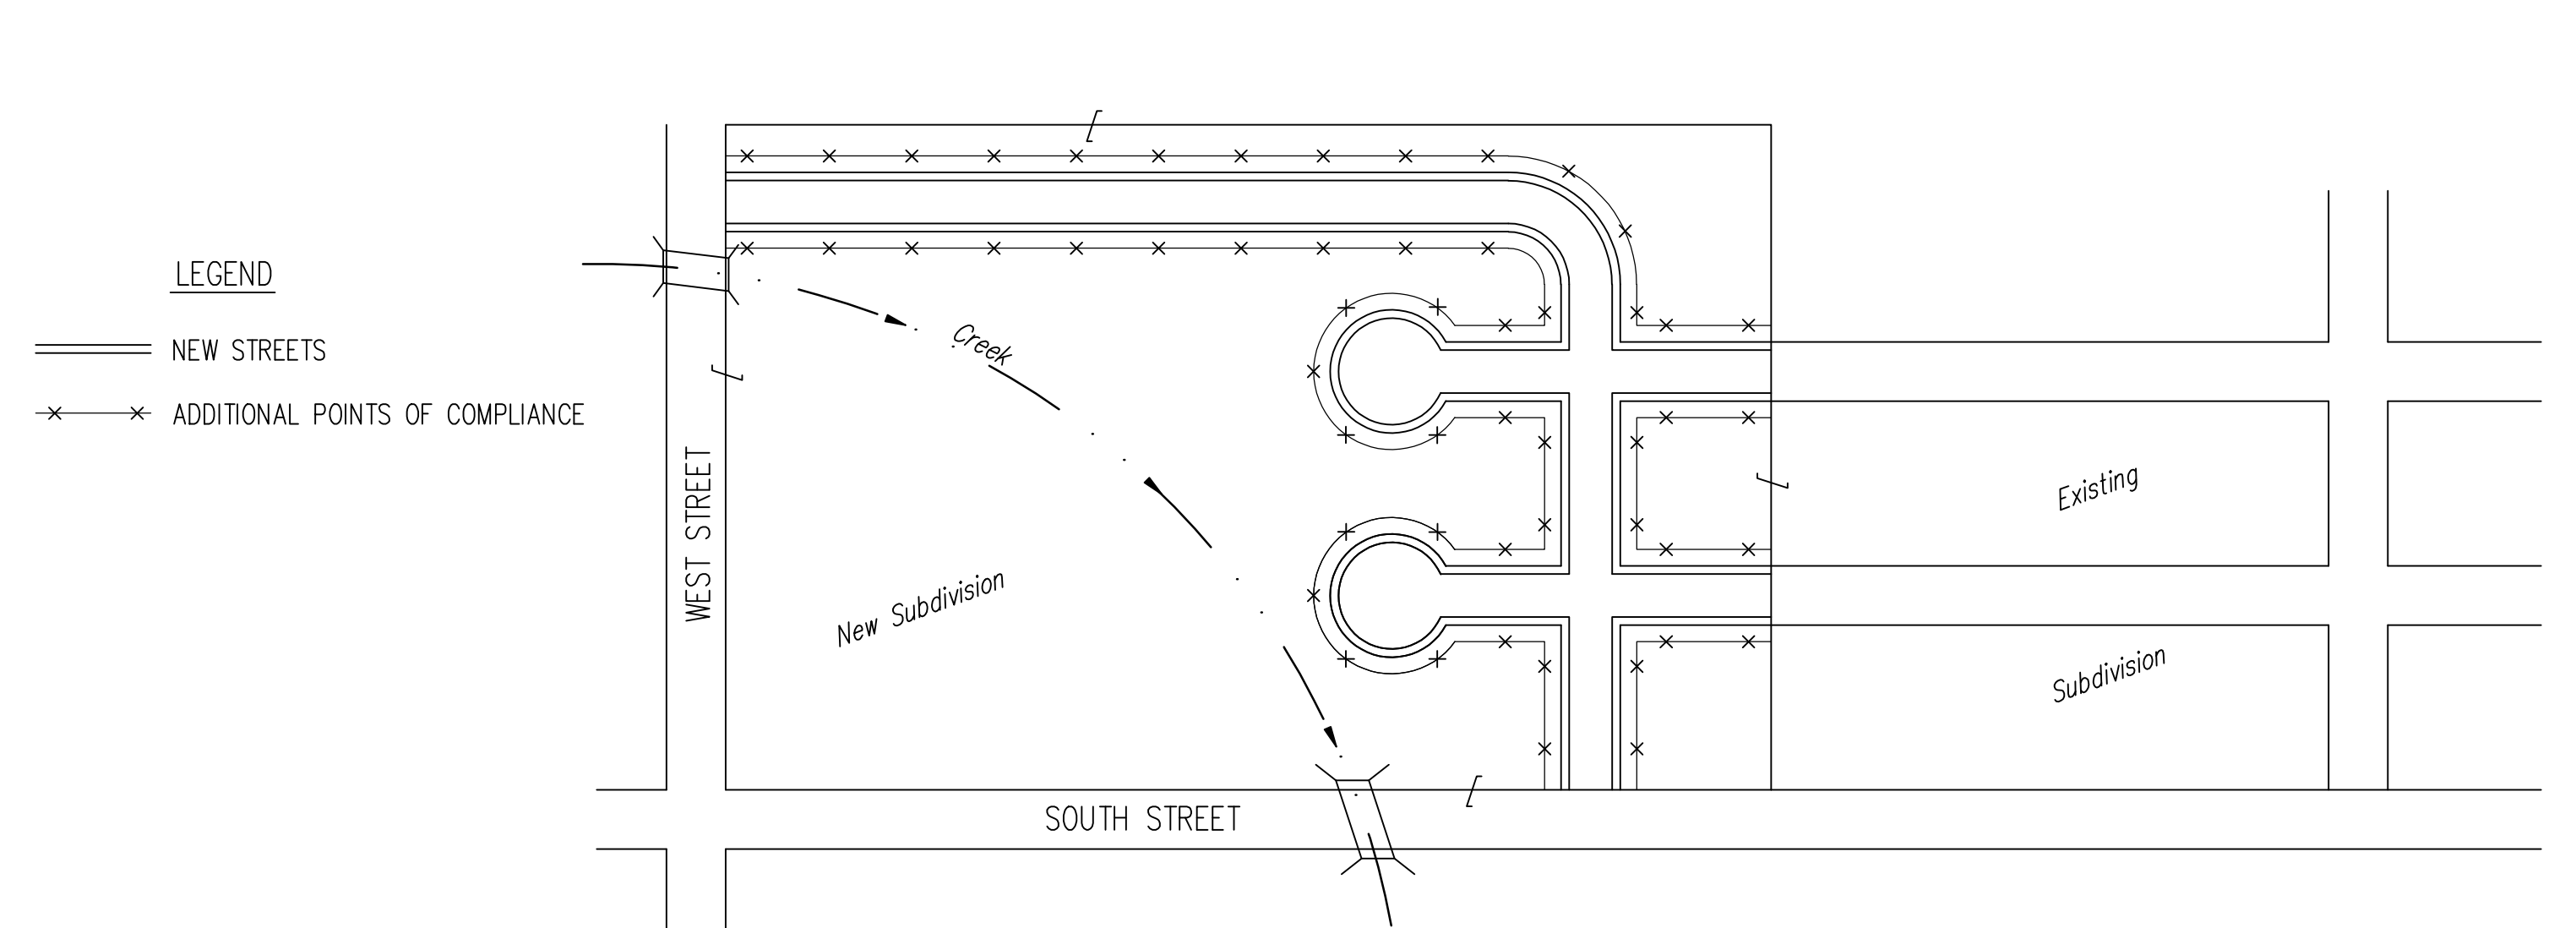 LEGEND
NEW STREETS
ADDITIONAL POINTS OF COMPLIANCE
WEST STREET
Creek
New Subdivision
SOUTH STREET
Existing
Subdivision